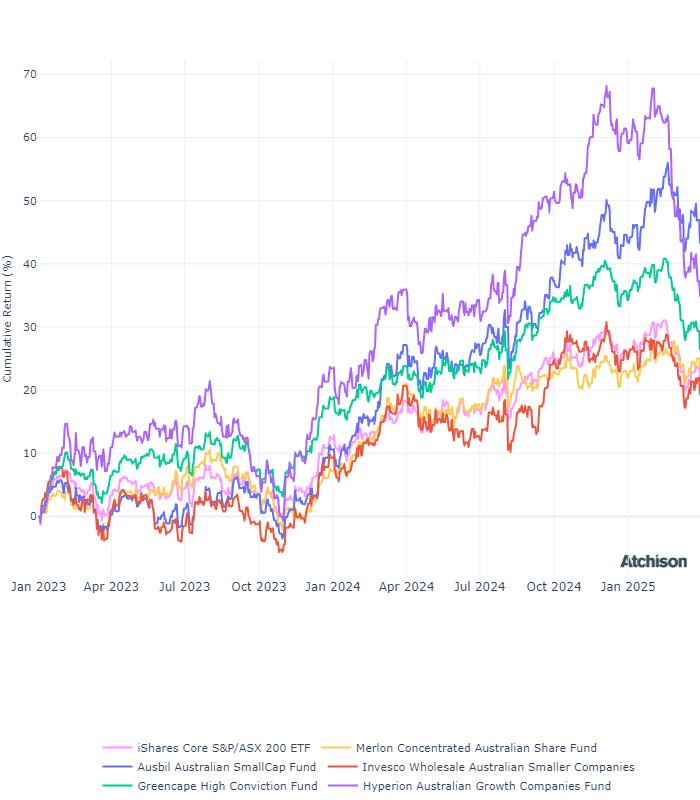 70
60
50
40
30
20
10
0
Cumulative Return (%)
Atchison
Jan 2023 Apr 2023 Jul 2023 Oct 2023 Jan 2024 Apr 2024 Jul 2024 Oct 2024 Jan 2025
iShares Core S&P/ASX 200 ETF Merlon Concentrated Australian Share Fund
Ausbil Australian SmallCap Fund Invesco Wholesale Australian Smaller Companies
Greencape High Conviction Fund Hyperion Australian Growth Companies Fund